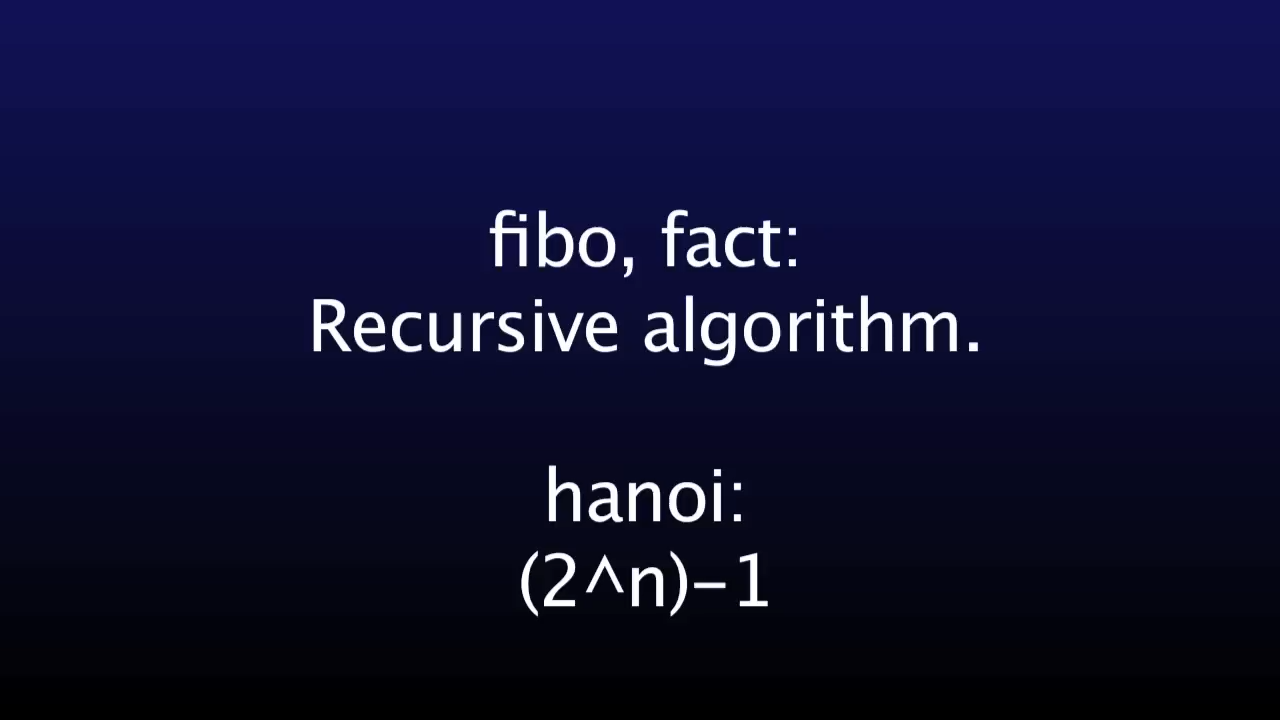 fibo, fact:
Recursive algorithm.
hanoi:
(2^n)-1